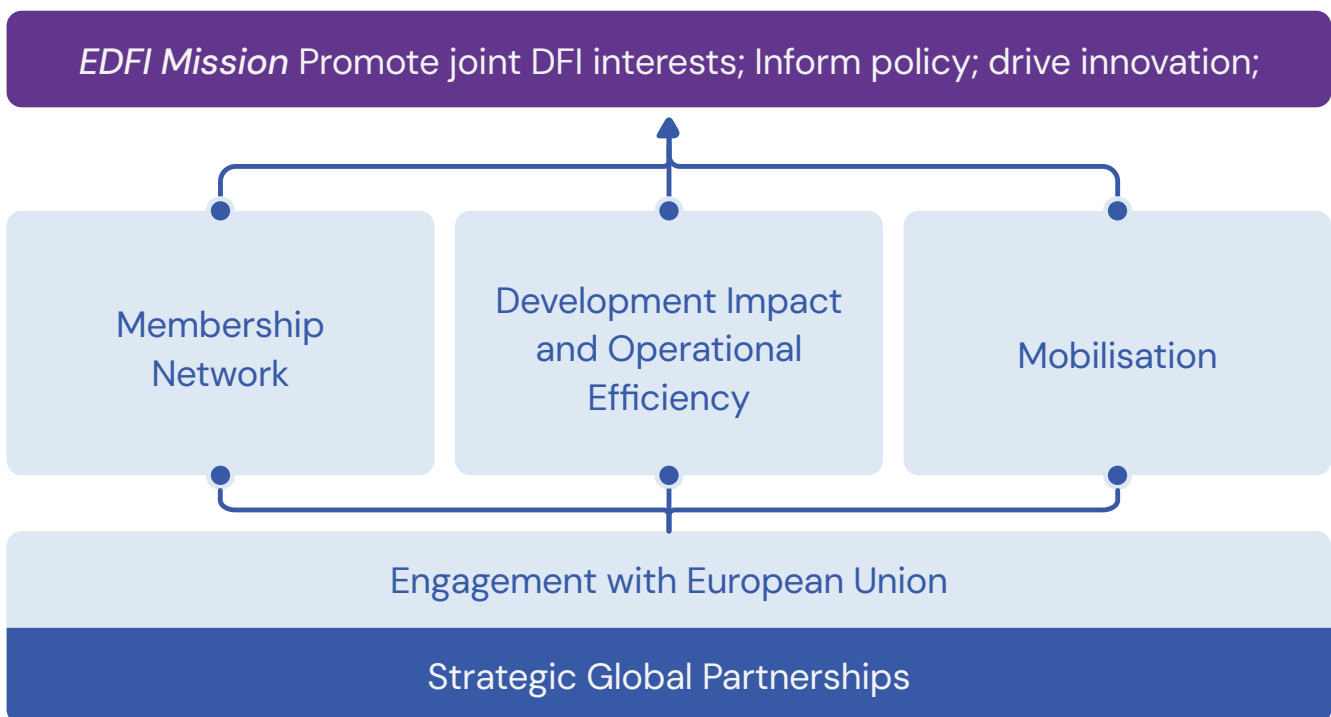 EDFI Mission Promote joint DFI interests; Inform policy; drive innovation;
Membership
Network
Development Impact
and Operational
Efficiency
Mobilisation
Engagement with European Union
Strategic Global Partnerships